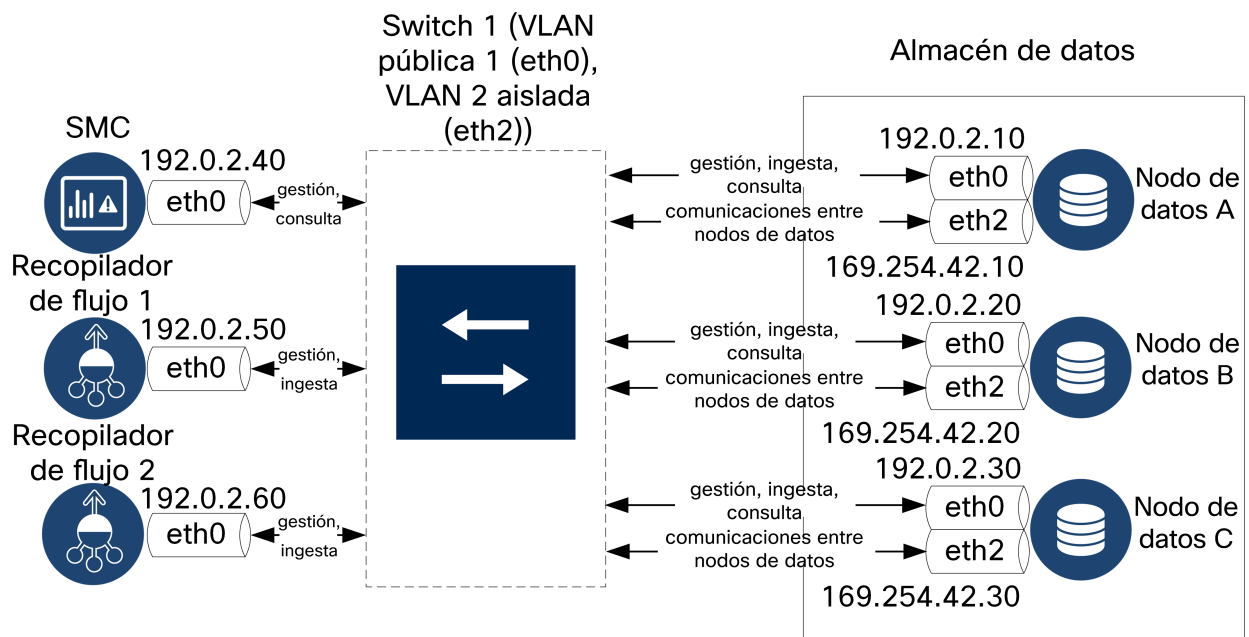 Switch 1 (VLAN
pública 1 (eth0),
VLAN 2 aislada
(eth2))
Almacén de datos
SMC
192.0.2.40
eth0
gestión,
consulta
Recopilador
de flujo 1
192.0.2.50
eth0
gestión,
ingesta
Recopilador
de flujo 2
192.0.2.60
eth0
gestión,
ingesta
gestión, ingesta,
consulta
comunicaciones entre
nodos de datos
192.0.2.10
eth0
eth2
169.254.42.10
Nodo de
datos A
gestión, ingesta,
consulta
comunicaciones entre
nodos de datos
192.0.2.20
eth0
eth2
169.254.42.20
Nodo de
datos B
gestión, ingesta,
consulta
comunicaciones entre
nodos de datos
192.0.2.30
eth0
eth2
169.254.42.30
Nodo de
datos C